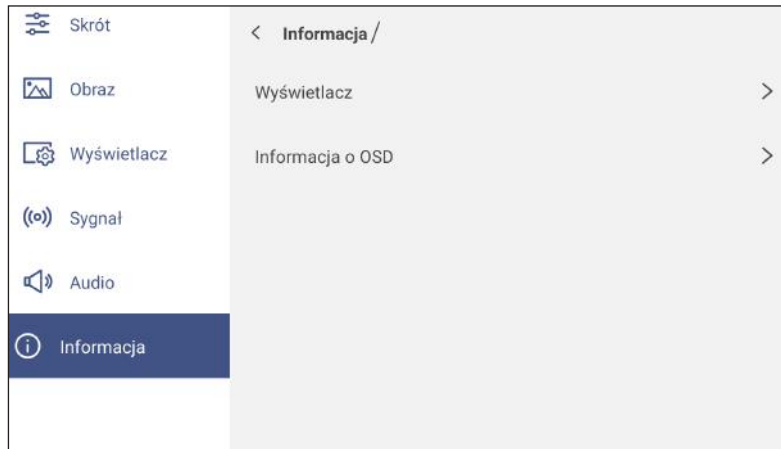 Skrót
Obraz
Wyświetlacz
Sygnał
Audio
Informacja
< Informacja /
Wyświetlacz >
Informacja o OSD >